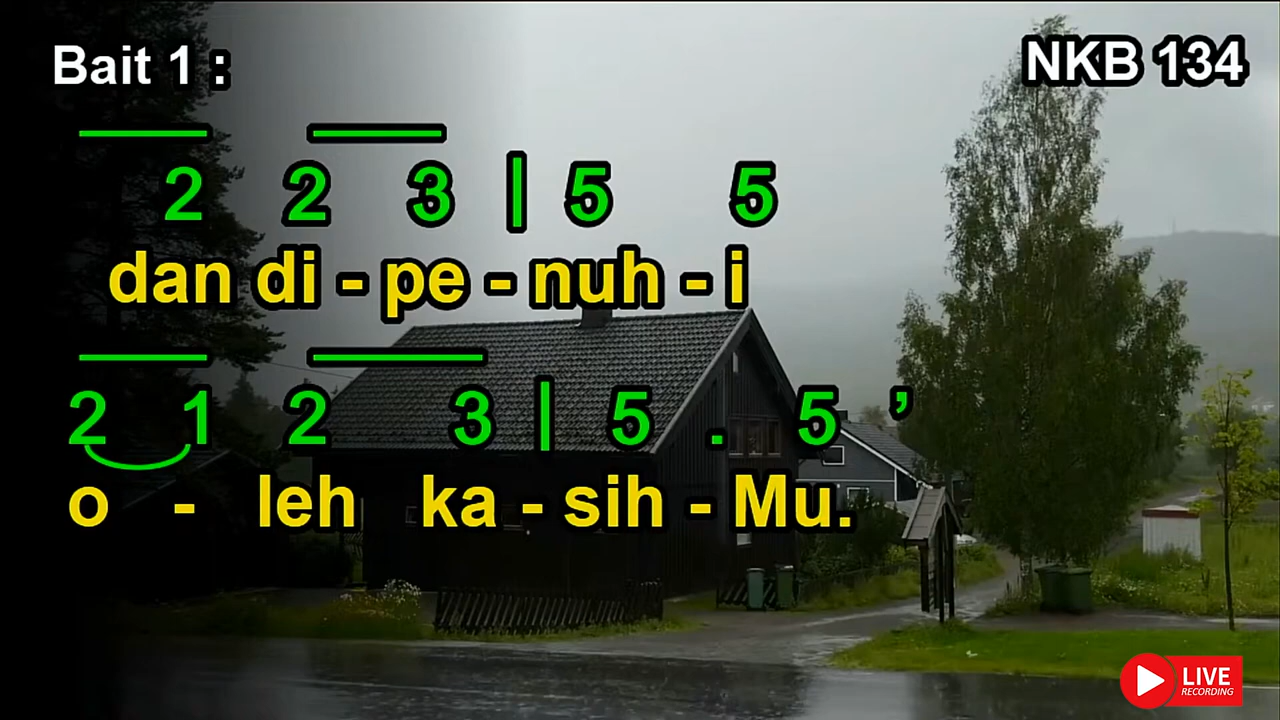 Bait 1 :
NKB 134
2 2 3 | 5 5
dan di - pe - nuh - i
2 1 2 3 | 5 . 5 ’
o - leh ka - sih - Mu.
LIVE
RECORDING